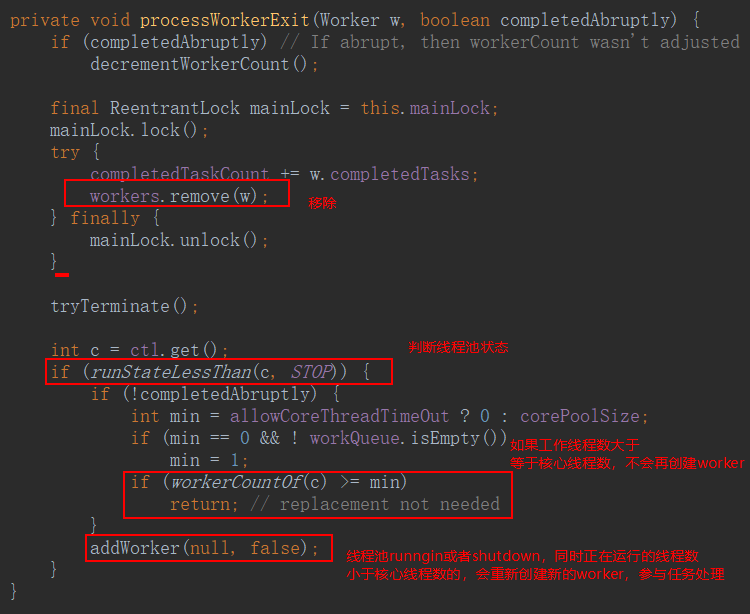 private void processWorkerExit(Worker w, boolean completedAbruptly) {
if (completedAbruptly) // If abrupt, then workerCount wasn't adjusted
decrementWorkerCount();
final ReentrantLock mainLock = this.mainLock;
mainLock.lock();
try {
completedTaskCount += w.completedTasks;
workers.remove(w);
移除
} finally {
mainLock.unlock();
}
tryTerminate();
int c = ctl.get();
判断线程池状态
if (runStateLessThan(c, STOP)) {
if (!completedAbruptly) {
int min = allowCoreThreadTimeOut ? 0 : corePoolSize;
if (min == 0 && ! workQueue.isEmpty())
如果工作线程数大于
min = 1;
等于核心线程数，不会再创建worker
if (workerCountOf(c) >= min)
return; // replacement not needed
}
addWorker(null, false);
线程池runngin或者shutdown，同时正在运行的线程数
小于核心线程数的，会重新创建新的worker，参与任务处理
}
}